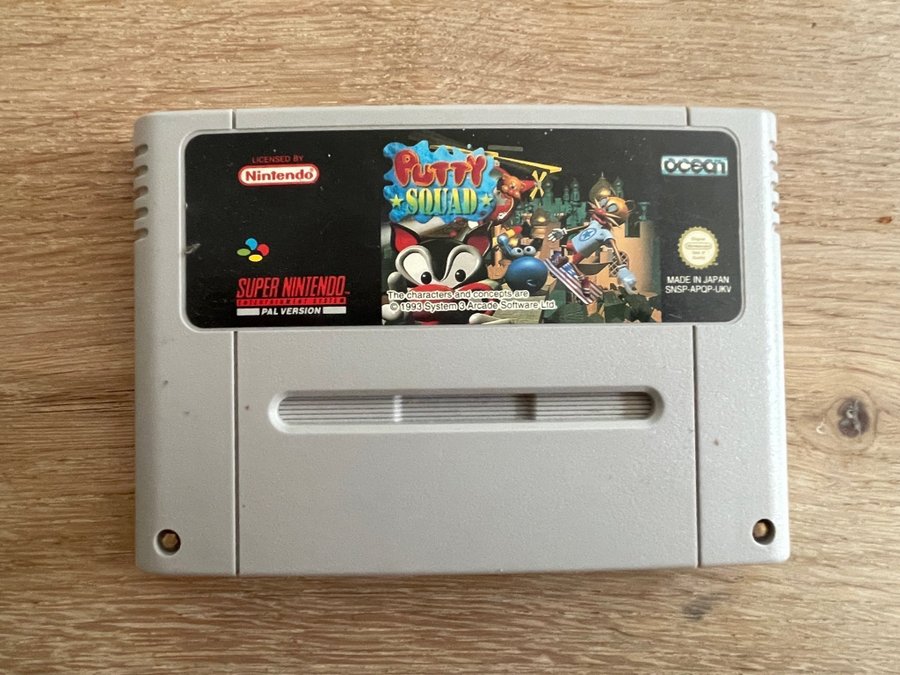 LICENSED BY
Nintendo
PUTTY
SQUAD
ocean
SUPER NINTENDO
ENTERTAINMENT SYSTEM
PAL VERSION
The characters and concepts are
© 1993 System 3 Arcade Software Ltd.
Nintendo
MADE IN JAPAN
SNSP-APQP-UKV